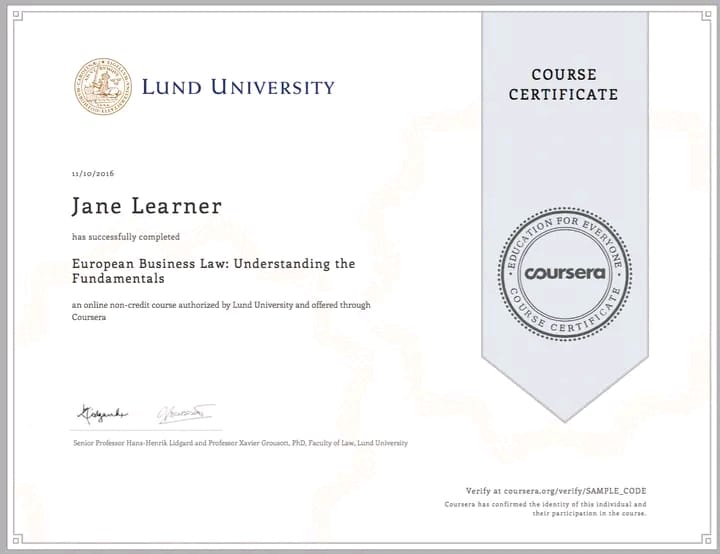 LUND UNIVERSITY
COURSE
CERTIFICATE
11/10/2016
Jane Learner
has successfully completed
European Business Law: Understanding the
Fundamentals
an online non-credit course authorized by Lund University and offered through
Coursera
EDUCATION FOR EVERYONE
coursera
COURSE CERTIFICATE
Senior Professor Hans-Henrik Lidgard and Professor Xavier Groussot, PhD, Faculty of Law, Lund University
Verify at coursera.org/verify/SAMPLE_CODE
Coursera has confirmed the identity of this individual and
their participation in the course.